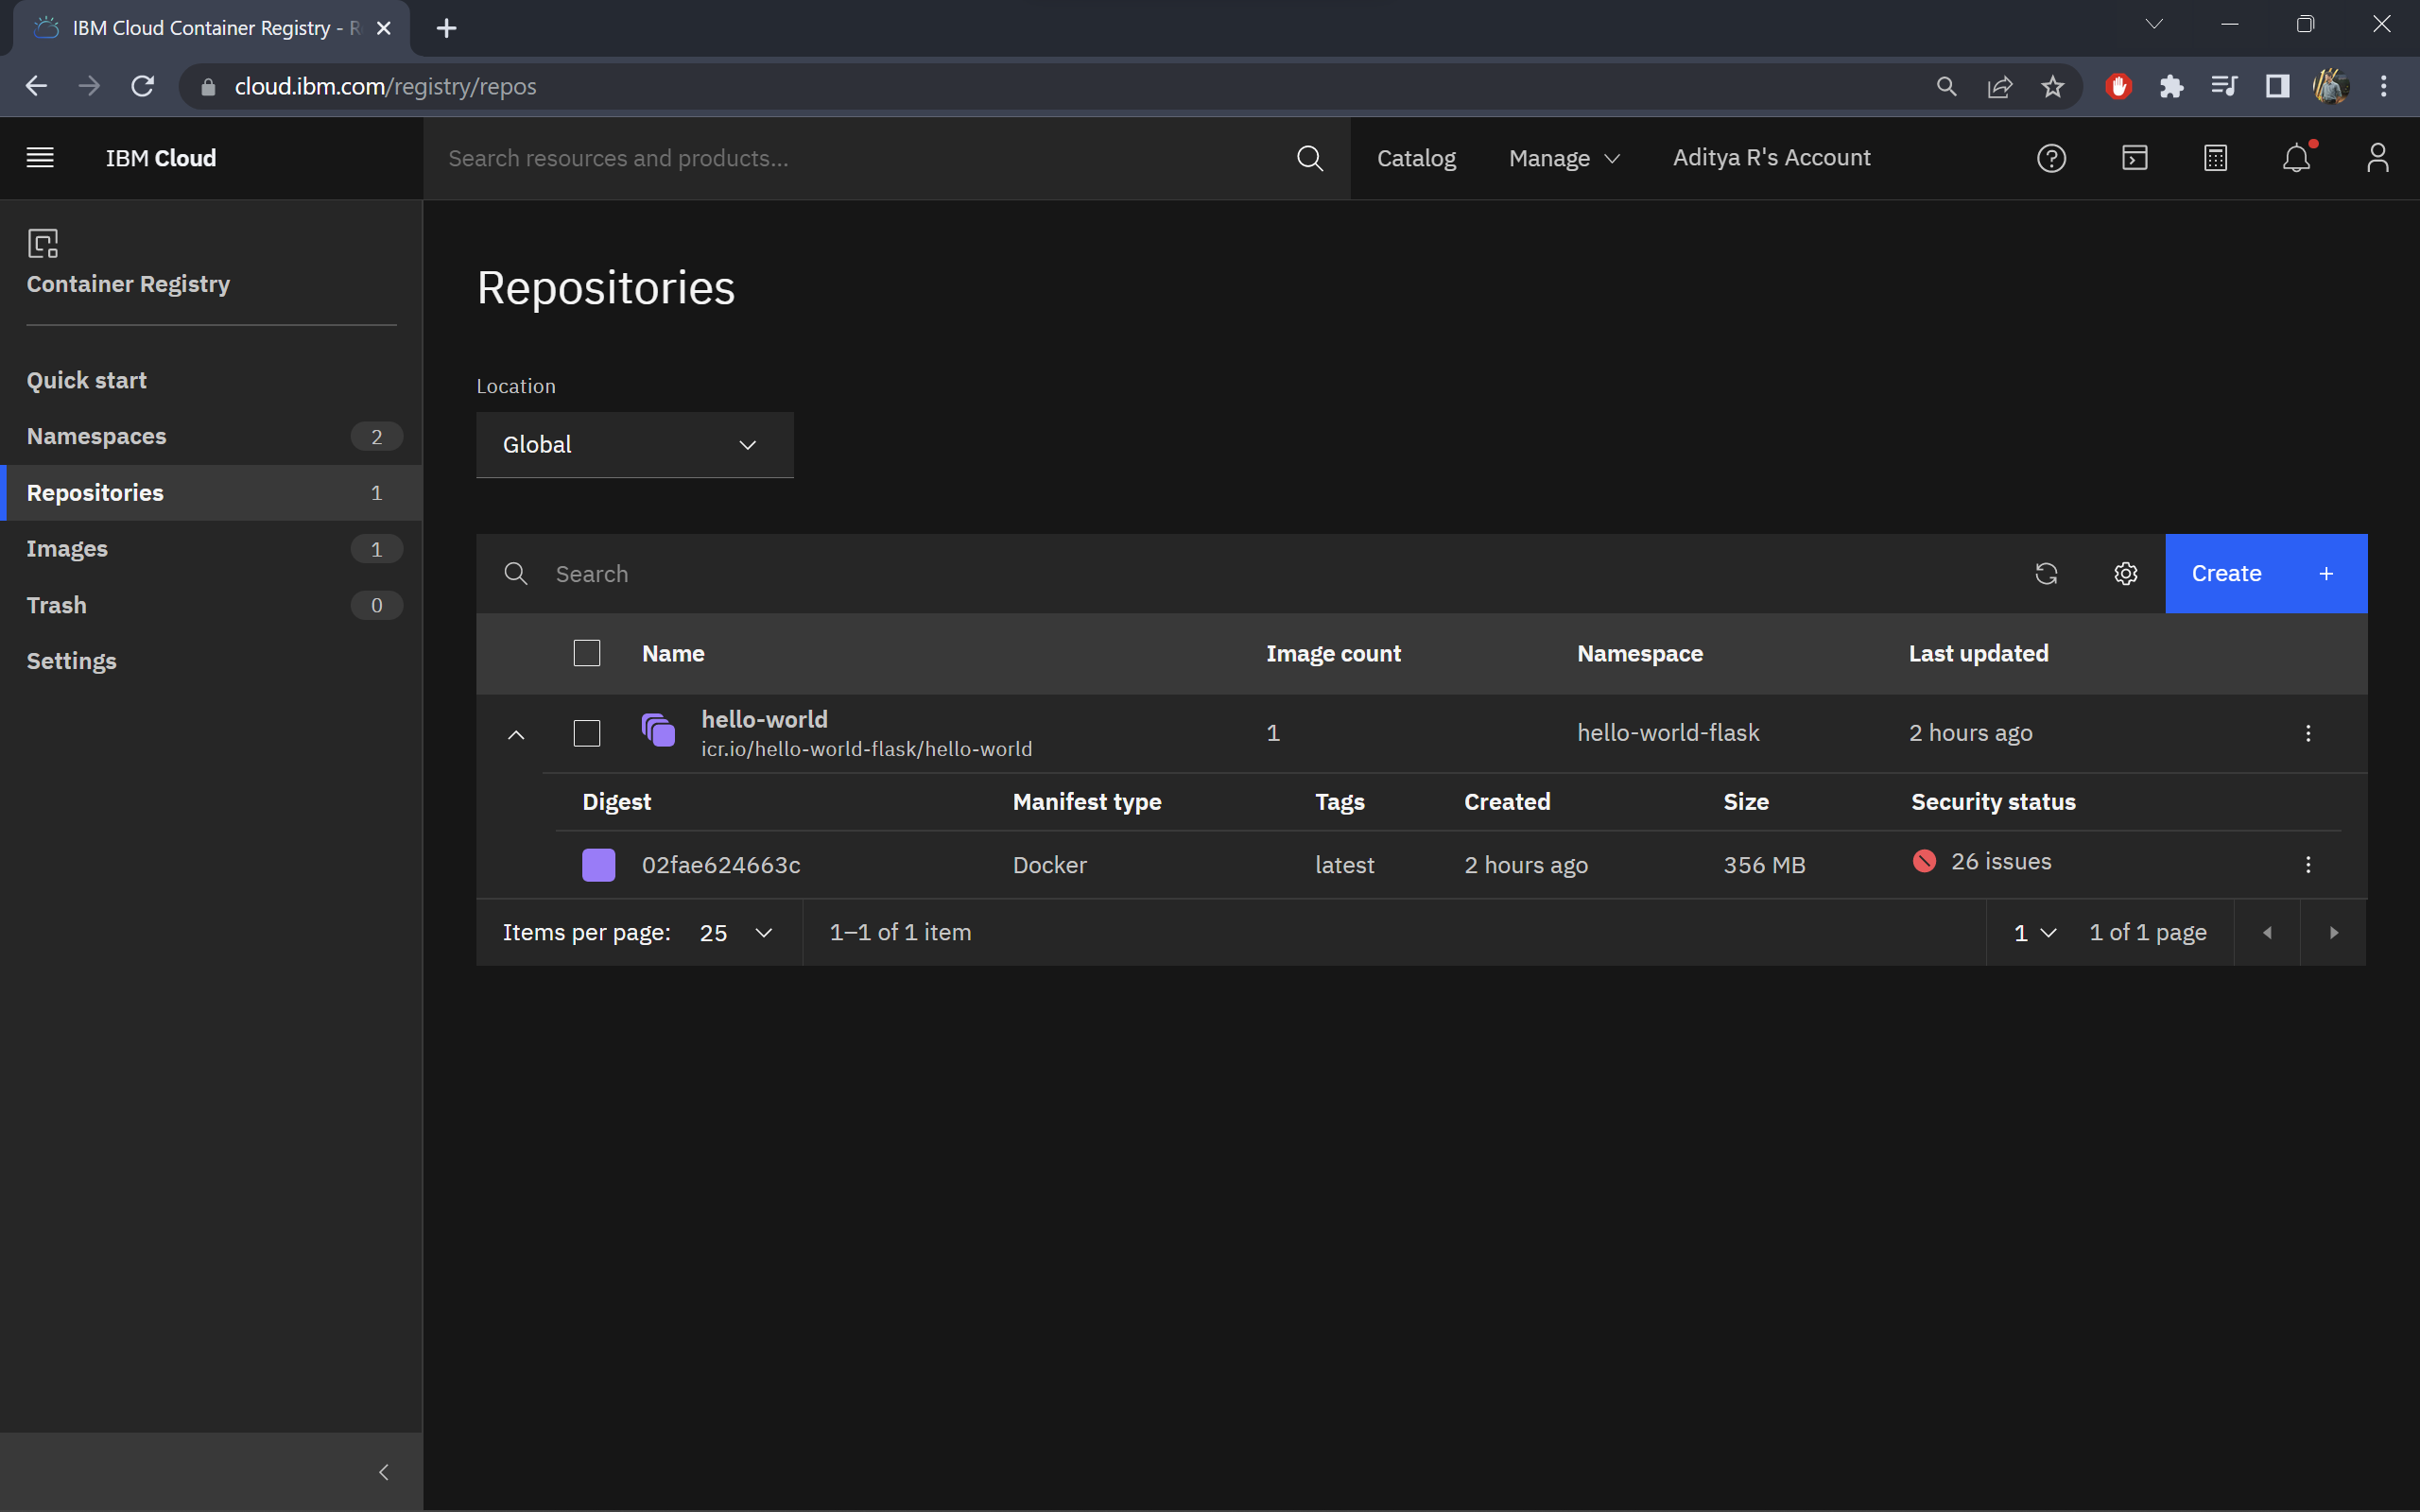 IBM Cloud Container Registry - R
cloud.ibm.com/registry/repos
IBM Cloud
Search resources and products...
Catalog
Manage
Aditya R's Account
Container Registry
Quick start
Namespaces 2
Repositories 1
Images 1
Trash 0
Settings
Repositories
Location
Global
Search
Create +
Name Image count Namespace Last updated
hello-world
icr.io/hello-world-flask/hello-world
1 hello-world-flask 2 hours ago
Digest Manifest type Tags Created Size Security status
02fae624663c Docker latest 2 hours ago 356 MB 26 issues
Items per page: 25 1–1 of 1 item 1 1 of 1 page